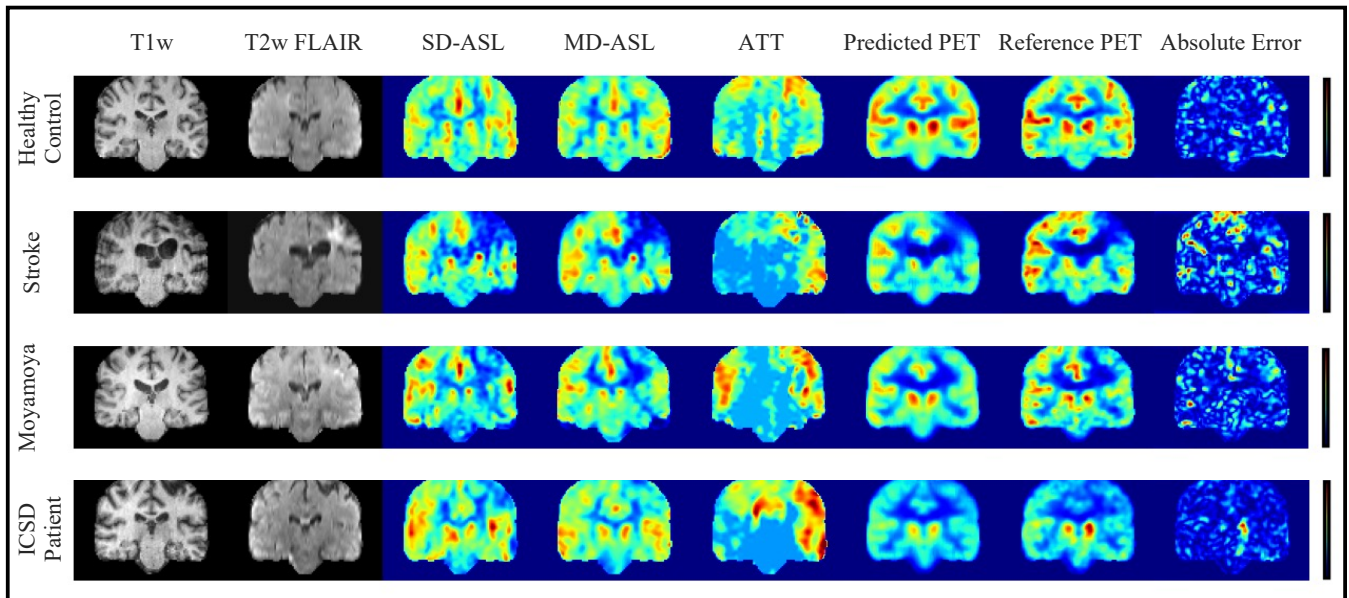 T1w T2w FLAIR SD-ASL MD-ASL ATT Predicted PET Reference PET Absolute Error
Healthy
Control
Stroke
Moyamoya
ICSD
Patient